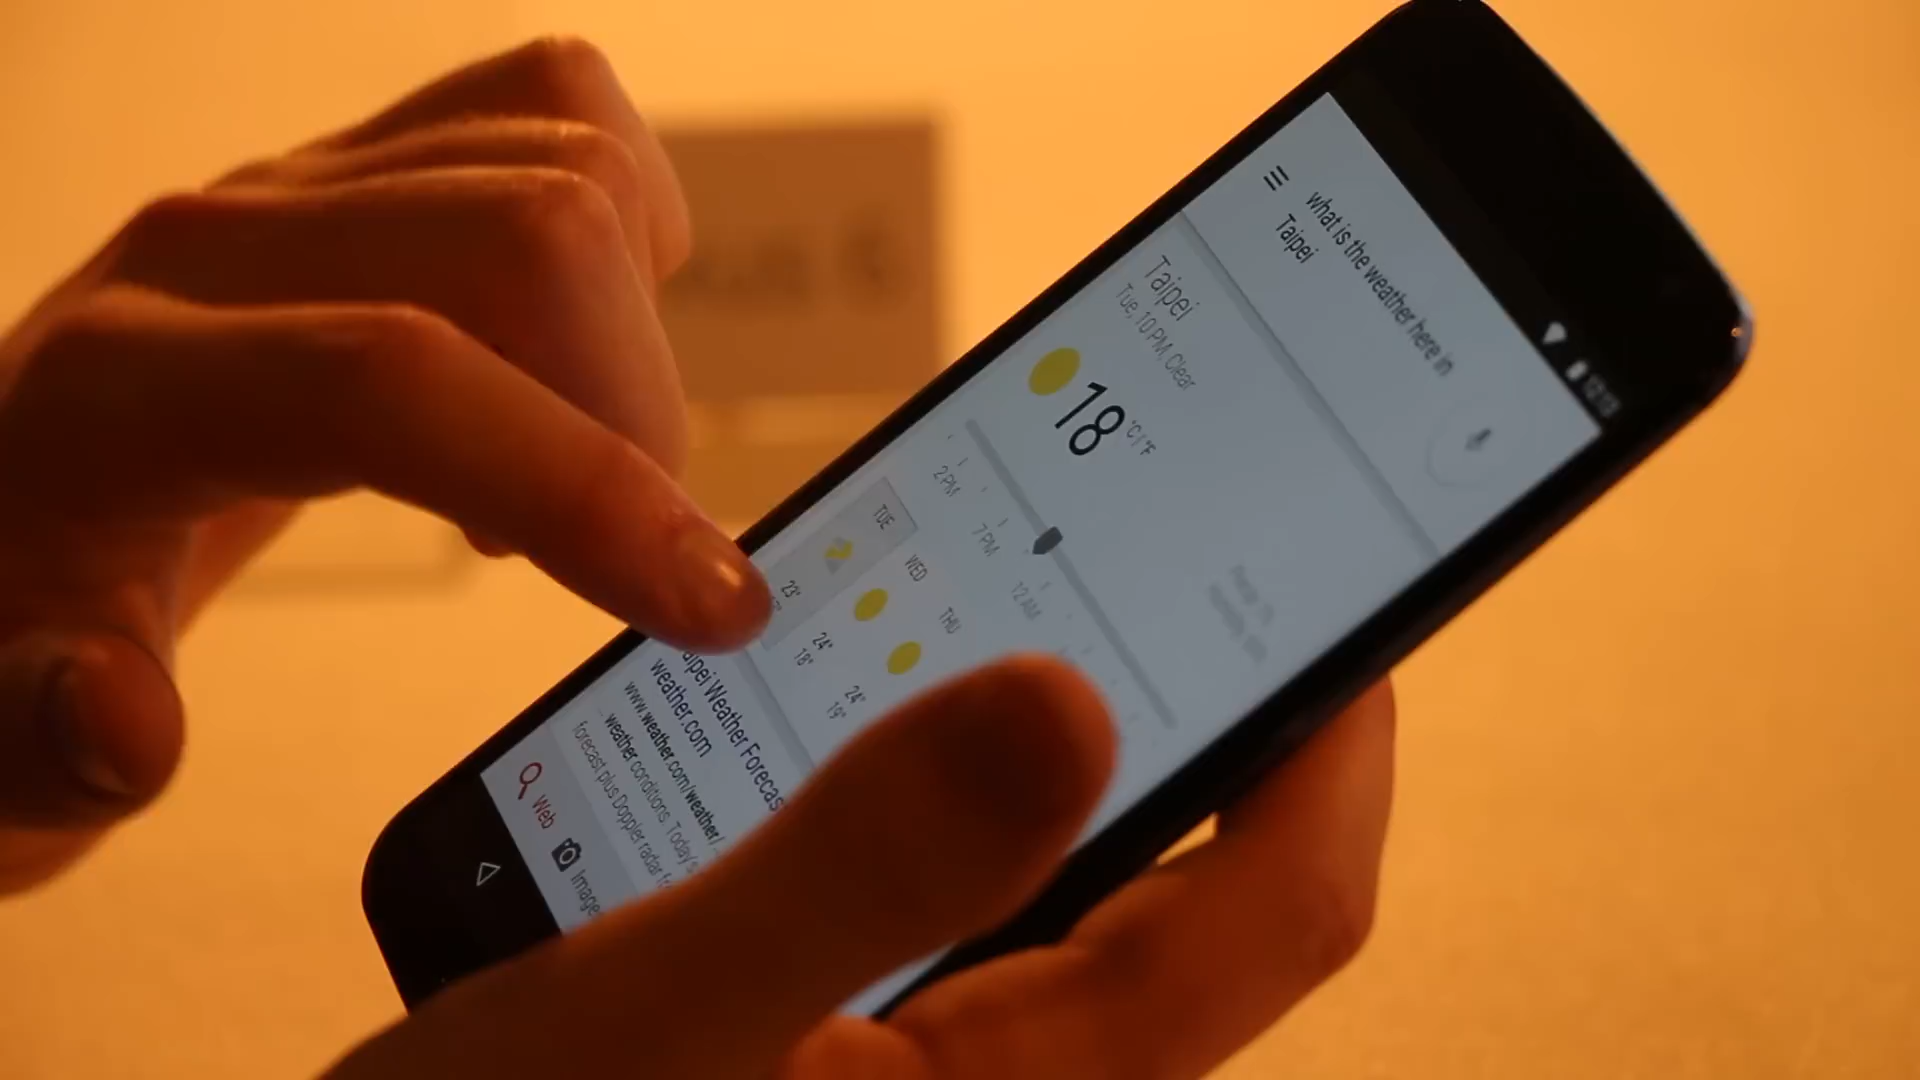 what is the weather here in
Taipei
Taipei
Tue, 10 PM, Clear
18 °C | °F
2 PM 7 PM 12 AM
TUE WED THU
23° 24° 24°
18° 19°
aipei Weather Forecas
weather.com
www.weather.com/weather/...
... weather conditions. Today's
forecast plus Doppler radar fr
Web Image